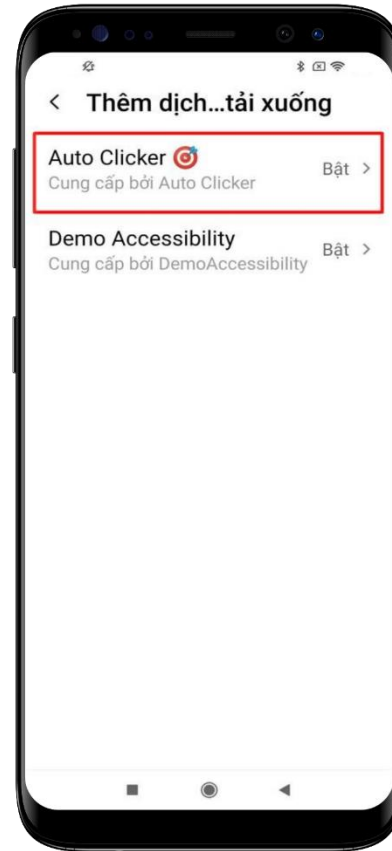 Thêm dịch...tải xuống
Auto Clicker 🎯
Cung cấp bởi Auto Clicker
Bật
Demo Accessibility
Cung cấp bởi DemoAccessibility
Bật